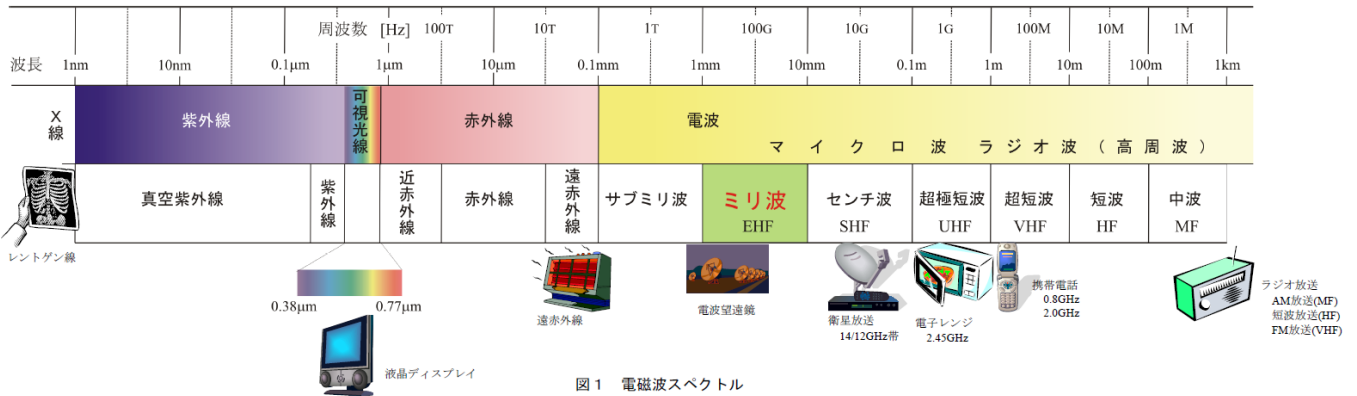 周波数 [Hz] 100T 10T 1T 100G 10G 1G 100M 10M 1M
波長 1nm 10nm 0.1μm 1μm 10μm 0.1mm 1mm 10mm 0.1m 1m 10m 100m 1km
X線 紫外線 可視光線 赤外線 電波
マイクロ波 ラジオ波(高周波)
真空紫外線 紫外線 近赤外線 赤外線 遠赤外線 サブミリ波 ミリ波 センチ波 超極短波 超短波 短波 中波
EHF SHF UHF VHF HF MF
レントゲン線
0.38μm 0.77μm
液晶ディスプレイ
遠赤外線
電波望遠鏡
衛星放送
14/12GHz帯
電子レンジ
2.45GHz
携帯電話
0.8GHz
2.0GHz
ラジオ放送
AM放送(MF)
短波放送(HF)
FM放送(VHF)
図1 電磁波スペクトル